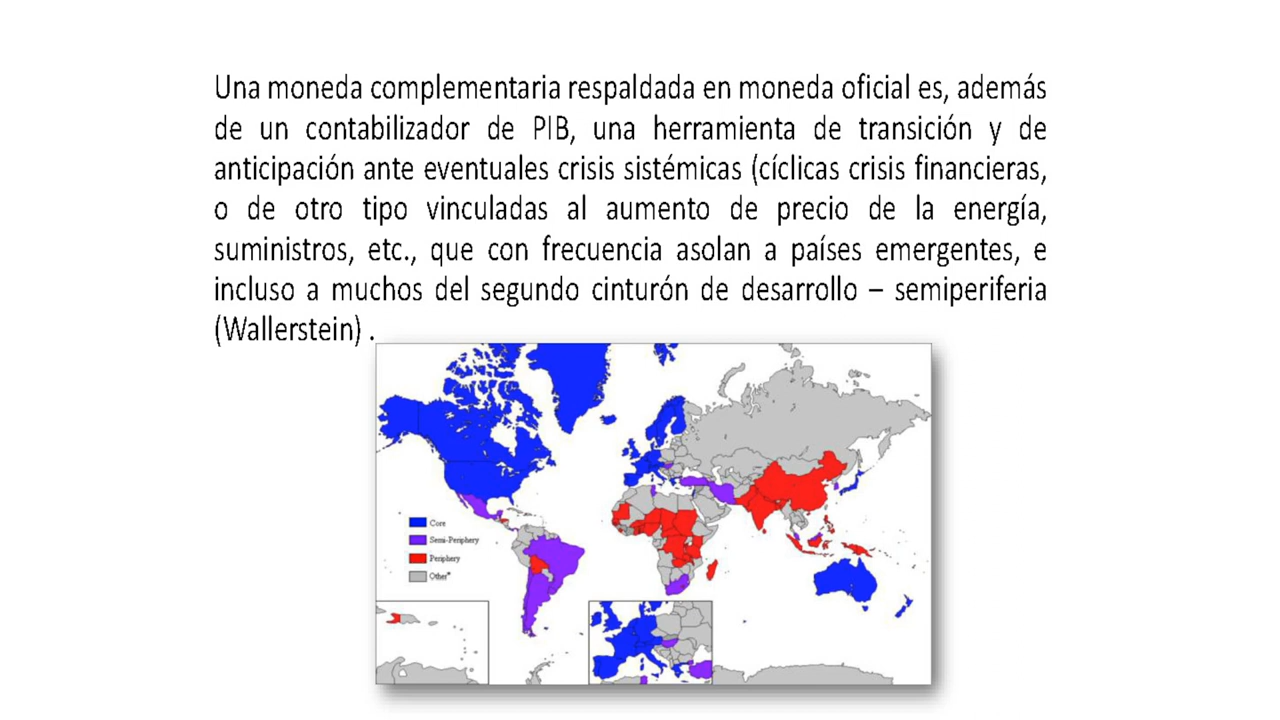 Una moneda complementaria respaldada en moneda oficial es, además
de un contabilizador de PIB, una herramienta de transición y de
anticipación ante eventuales crisis sistémicas (cíclicas crisis financieras,
o de otro tipo vinculadas al aumento de precio de la energía,
suministros, etc., que con frecuencia asolan a países emergentes, e
incluso a muchos del segundo cinturón de desarrollo – semiperiferia
(Wallerstein) .
Core
Semi-Periphery
Periphery
Other*